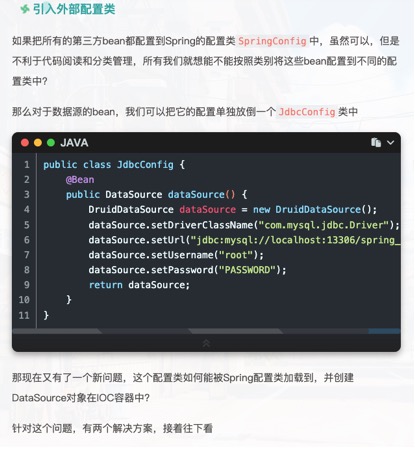 引入外部配置类
如果把所有的第三方bean都配置到Spring的配置类 SpringConfig 中，虽然可以，但是
不利于代码阅读和分类管理，所有我们就想能不能按照类别将这些bean配置到不同的配
置类中？
那么对于数据源的bean，我们可以把它的配置单独放倒一个 JdbcConfig 类中
JAVA
1 public class JdbcConfig {
2 @Bean
3 public DataSource dataSource() {
4 DruidDataSource dataSource = new DruidDataSource();
5 dataSource.setDriverClassName("com.mysql.jdbc.Driver");
6 dataSource.setUrl("jdbc:mysql://localhost:13306/spring_
7 dataSource.setUsername("root");
8 dataSource.setPassword("PASSWORD");
9 return dataSource;
10 }
11 }
那现在又有了一个新问题，这个配置类如何能被Spring配置类加载到，并创建
DataSource对象在IOC容器中?
针对这个问题，有两个解决方案，接着往下看